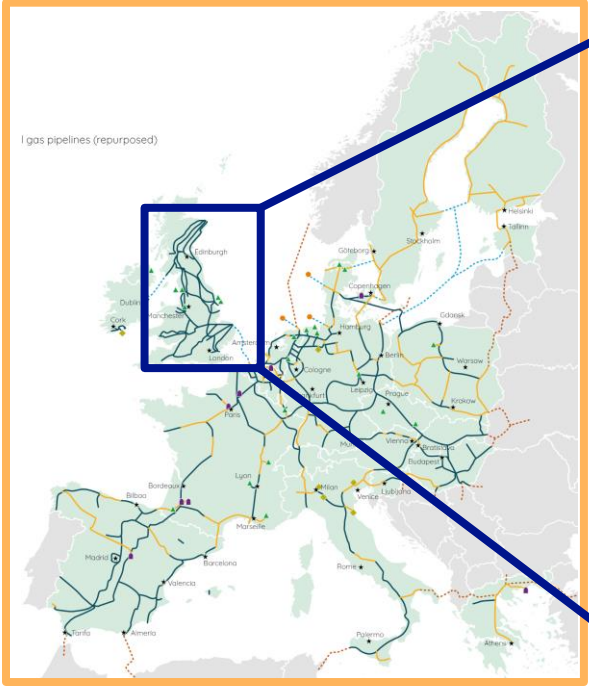 l gas pipelines (repurposed)
Helsinki
Tallinn
Stockholm
Göteborg
Edinburgh
Copenhagen
Dublin
Manchester
Cork
Gdansk
Hamburg
London
Berlin
Warsaw
Cologne
Leipzig
Prague
Krakow
Paris
Vienna
Bratislava
Budapest
Lyon
Milan
Venice
Ljubljana
Bordeaux
Bilbao
Marseille
Madrid
Barcelona
Valencia
Rome
Tarifa
Almeria
Palermo
Athens